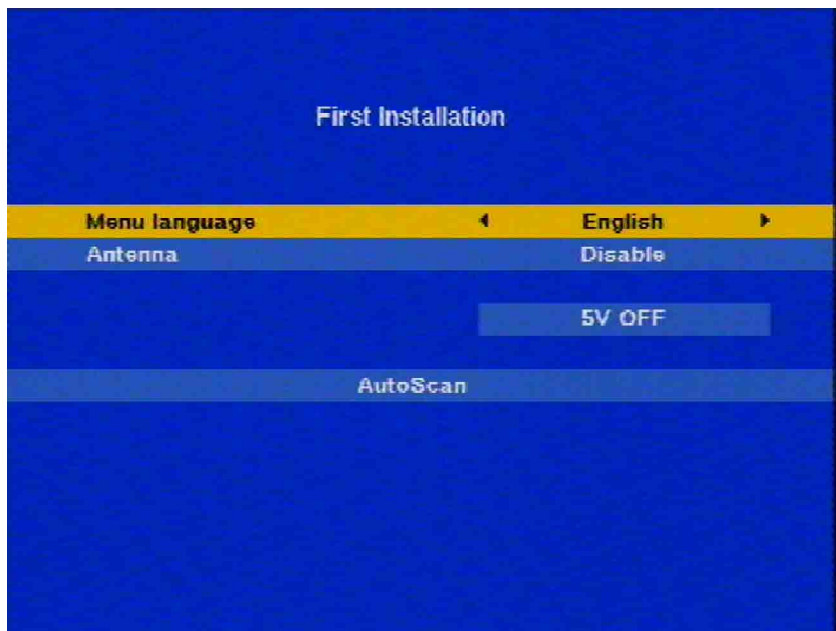 First Installation
Menu language English
Antenna Disable
5V OFF
AutoScan